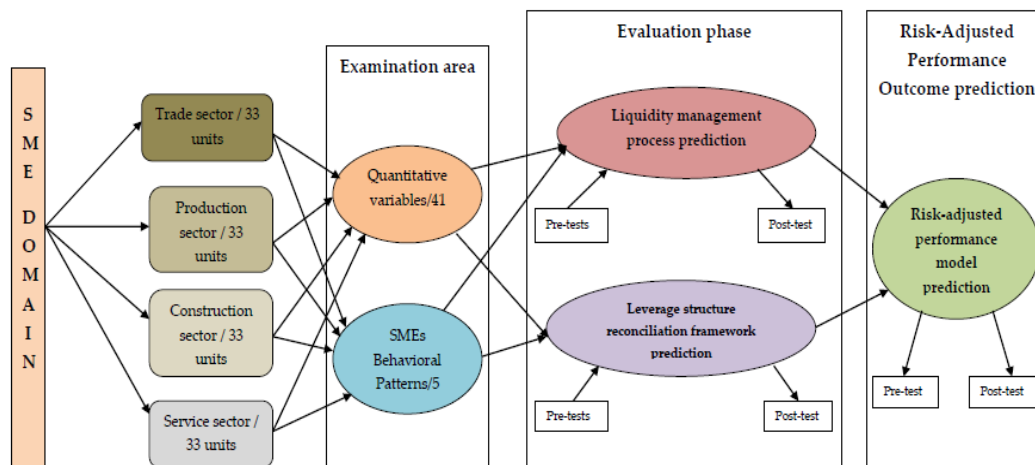 S
M
E
D
O
M
A
I
N
Trade sector / 33
units
Production
sector / 33
units
Construction
sector / 33
units
Service sector /
33 units
Examination area
Quantitative
variables/41
SMEs
Behavioral
Patterns/5
Evaluation phase
Liquidity management
process prediction
Pre-tests
Post-test
Leverage structure
reconciliation framework
prediction
Pre-tests
Post-test
Risk-Adjusted
Performance
Outcome prediction
Risk-adjusted
performance
model
prediction
Pre-test
Post-test